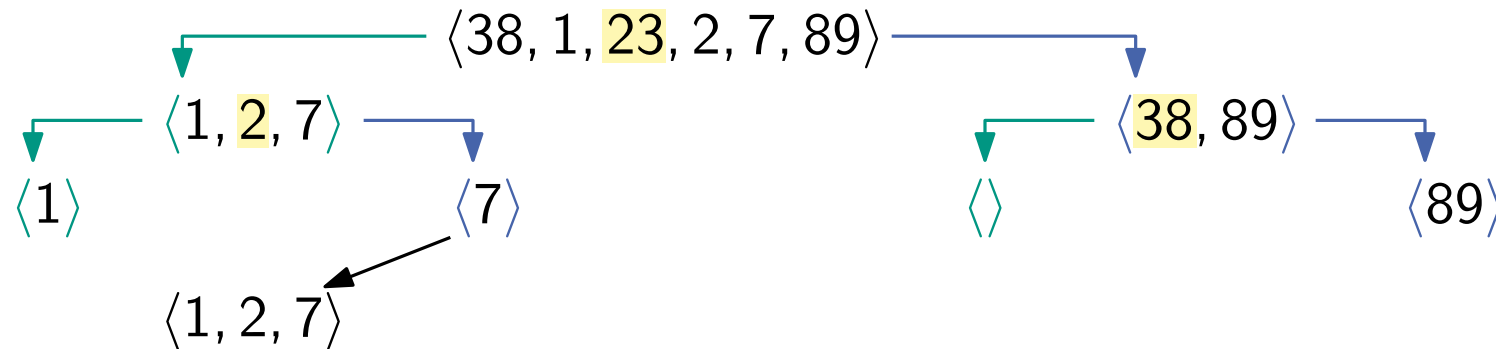 ⟨38, 1, 23, 2, 7, 89⟩
⟨1, 2, 7⟩ ⟨38, 89⟩
⟨1⟩ ⟨7⟩ ⟨⟩ ⟨89⟩
⟨1, 2, 7⟩